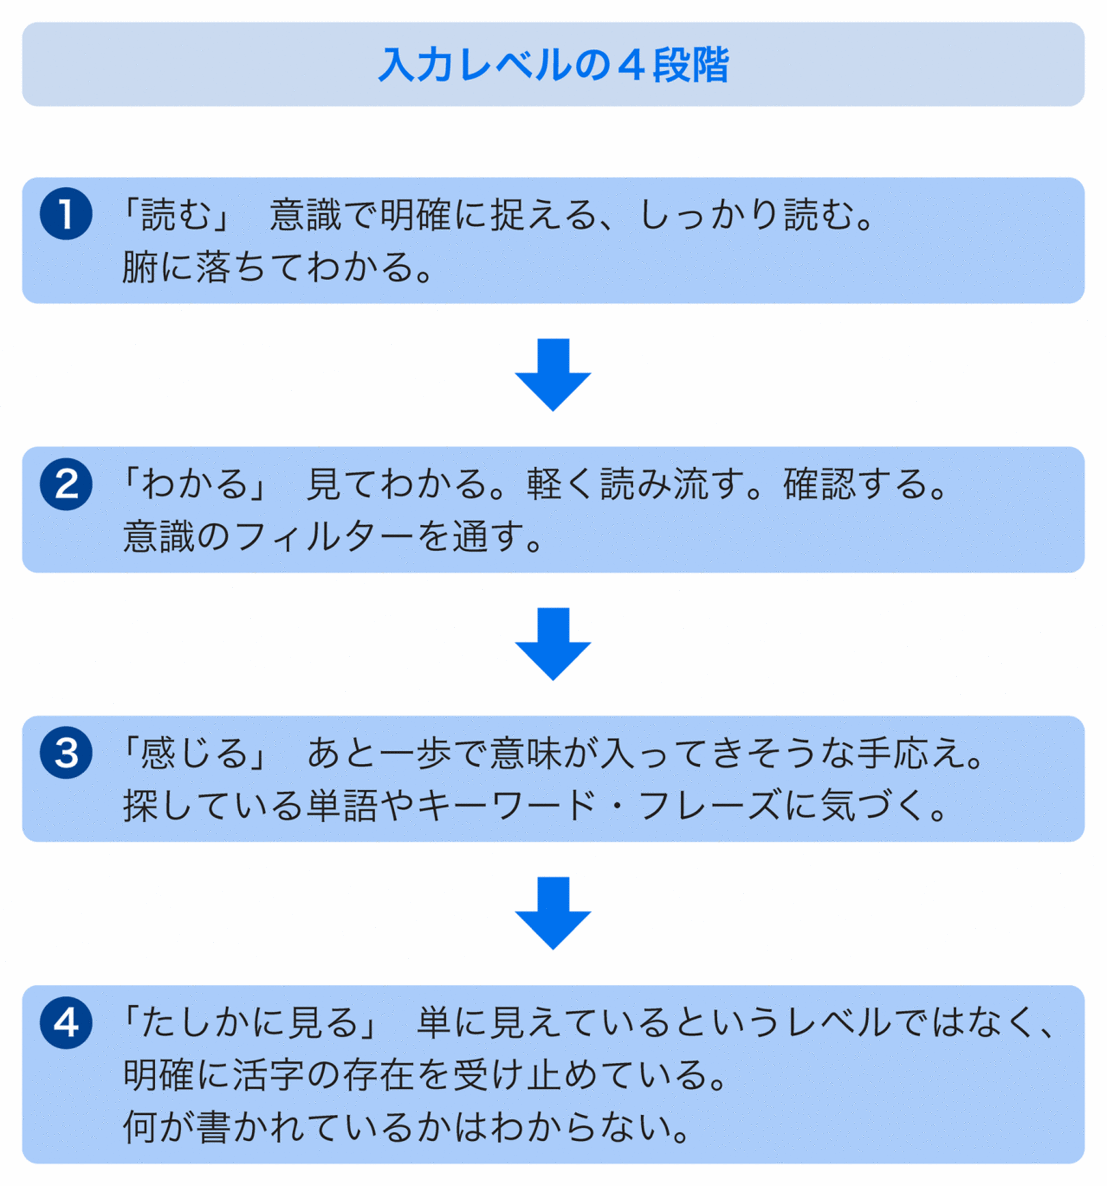 入力レベルの４段階
1 「読む」 意識で明確に捉える、しっかり読む。
腑に落ちてわかる。
2 「わかる」 見てわかる。軽く読み流す。確認する。
意識のフィルターを通す。
3 「感じる」 あと一歩で意味が入ってきそうな手応え。
探している単語やキーワード・フレーズに気づく。
4 「たしかに見る」 単に見えているというレベルではなく、
明確に活字の存在を受け止めている。
何が書かれているかはわからない。